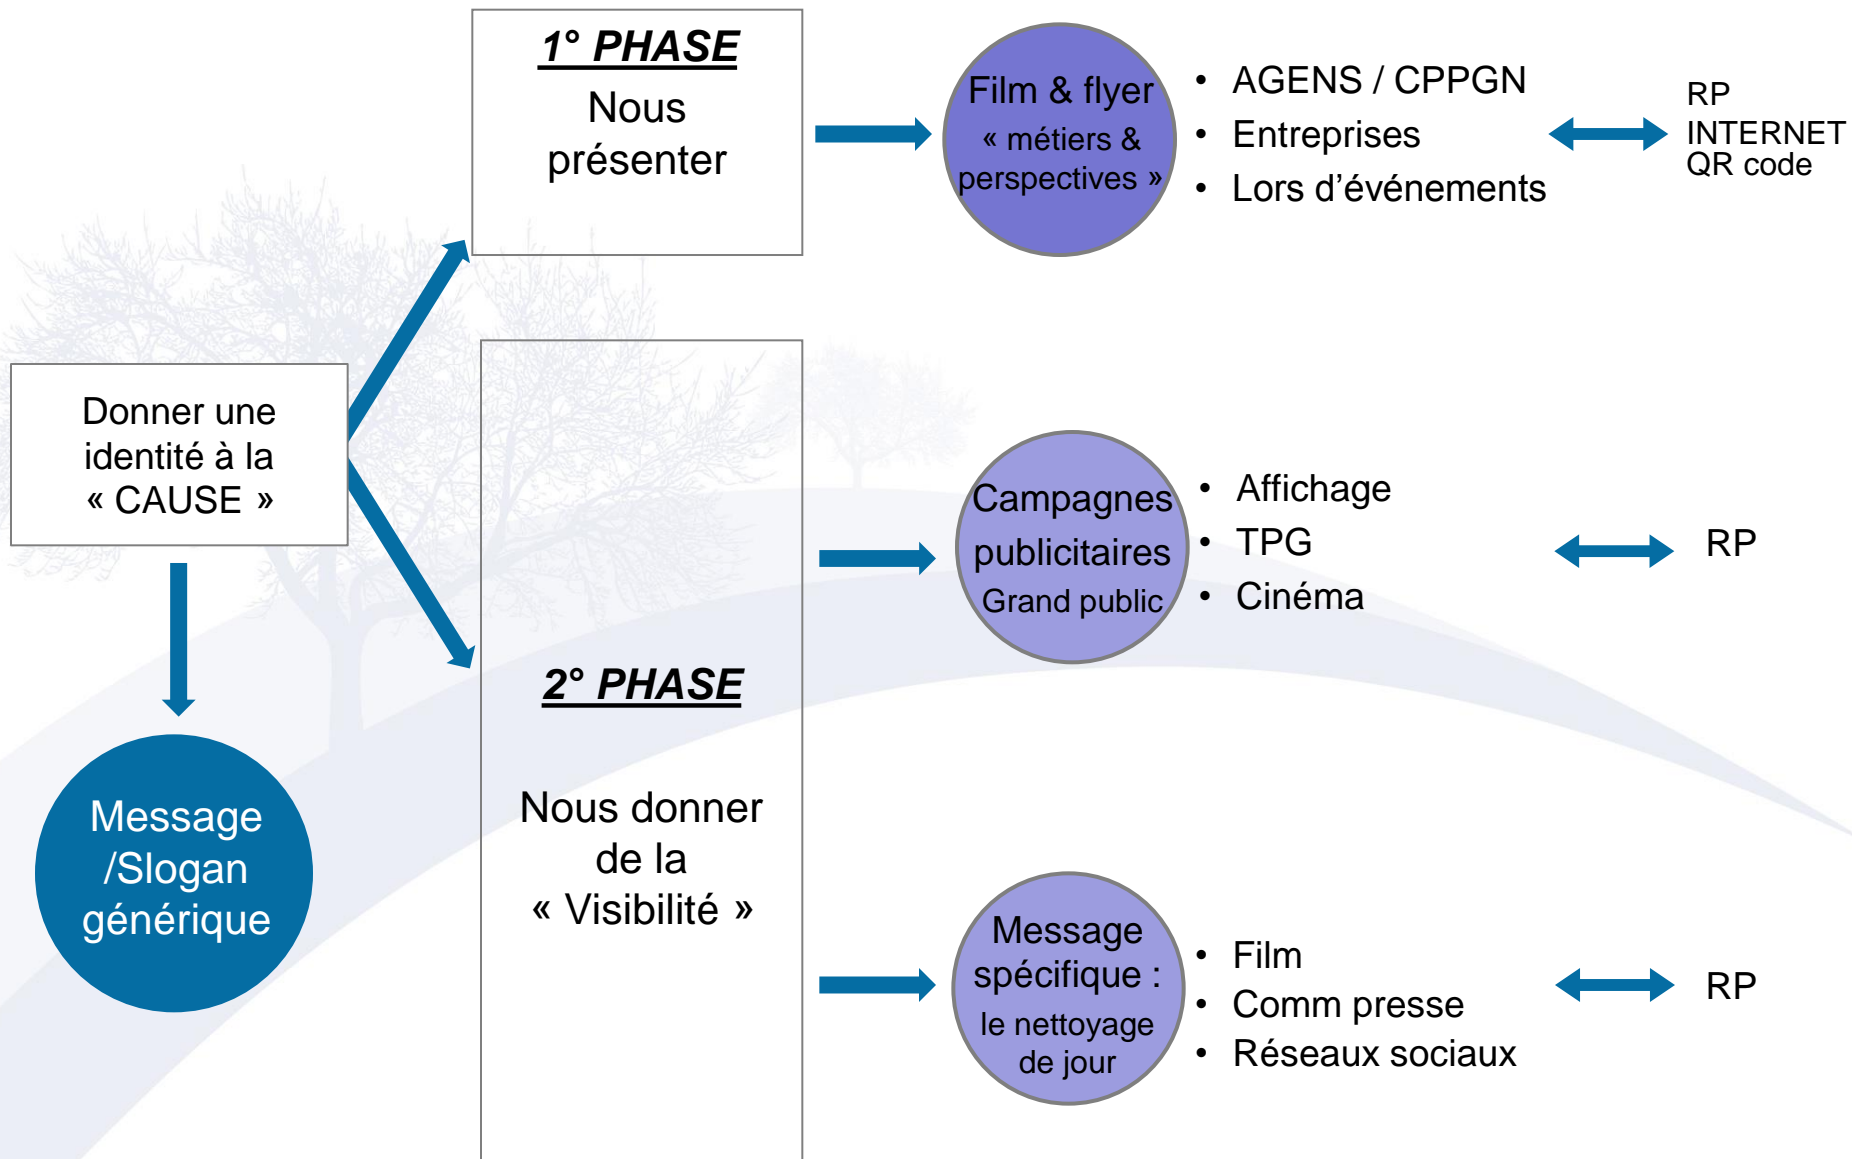 1° PHASE
Nous
présenter
Film & flyer
« métiers &
perspectives »
• AGENS / CPPGN
• Entreprises
• Lors d’événements
RP
INTERNET
QR code
Donner une
identité à la
« CAUSE »
Message
/Slogan
générique
2° PHASE
Nous donner
de la
« Visibilité »
Campagnes
publicitaires
Grand public
• Affichage
• TPG
• Cinéma
RP
Message
spécifique :
le nettoyage
de jour
• Film
• Comm presse
• Réseaux sociaux
RP